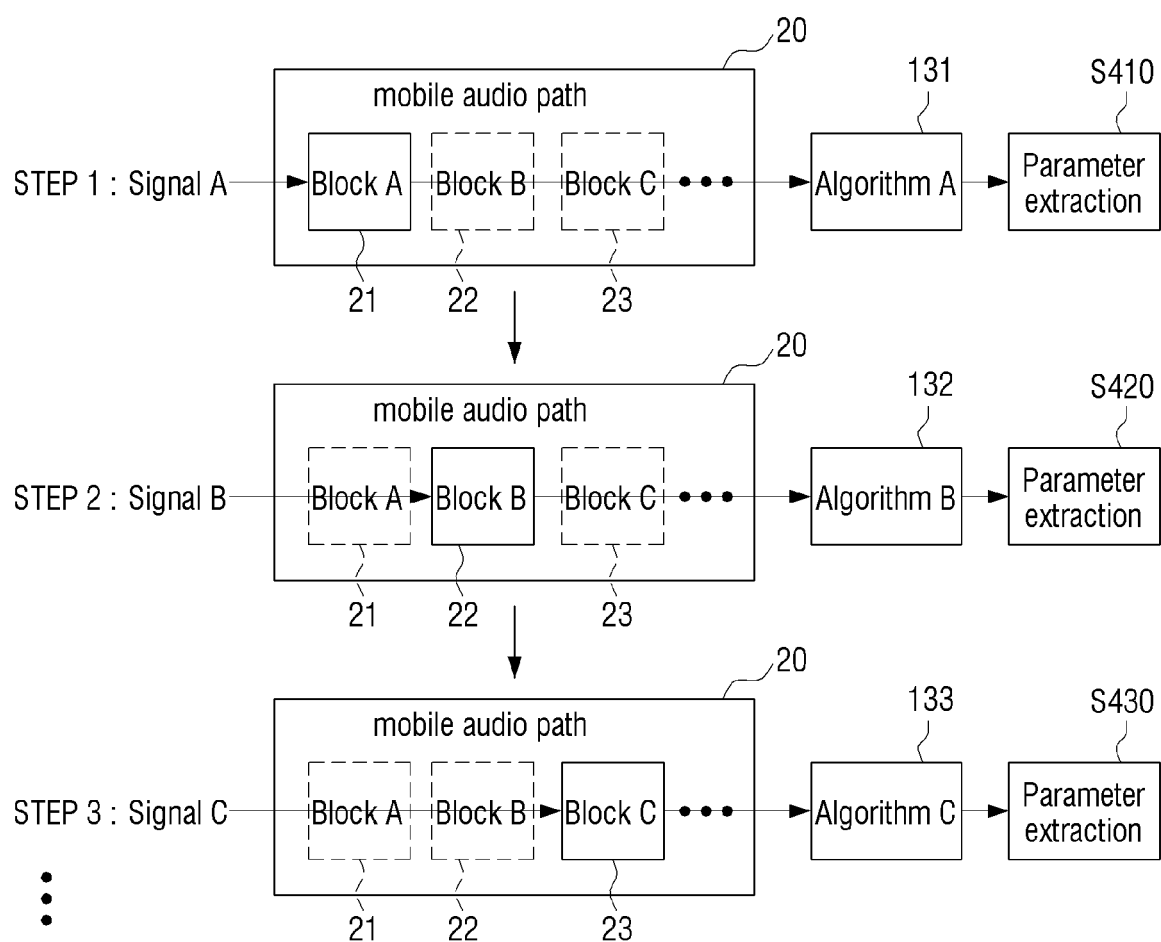 20
131
S410
mobile audio path
STEP 1 : Signal A
Block A
Block B
Block C
Algorithm A
Parameter
extraction
21
22
23
20
132
S420
mobile audio path
STEP 2 : Signal B
Block A
Block B
Block C
Algorithm B
Parameter
extraction
21
22
23
20
133
S430
mobile audio path
STEP 3 : Signal C
Block A
Block B
Block C
Algorithm C
Parameter
extraction
21
22
23